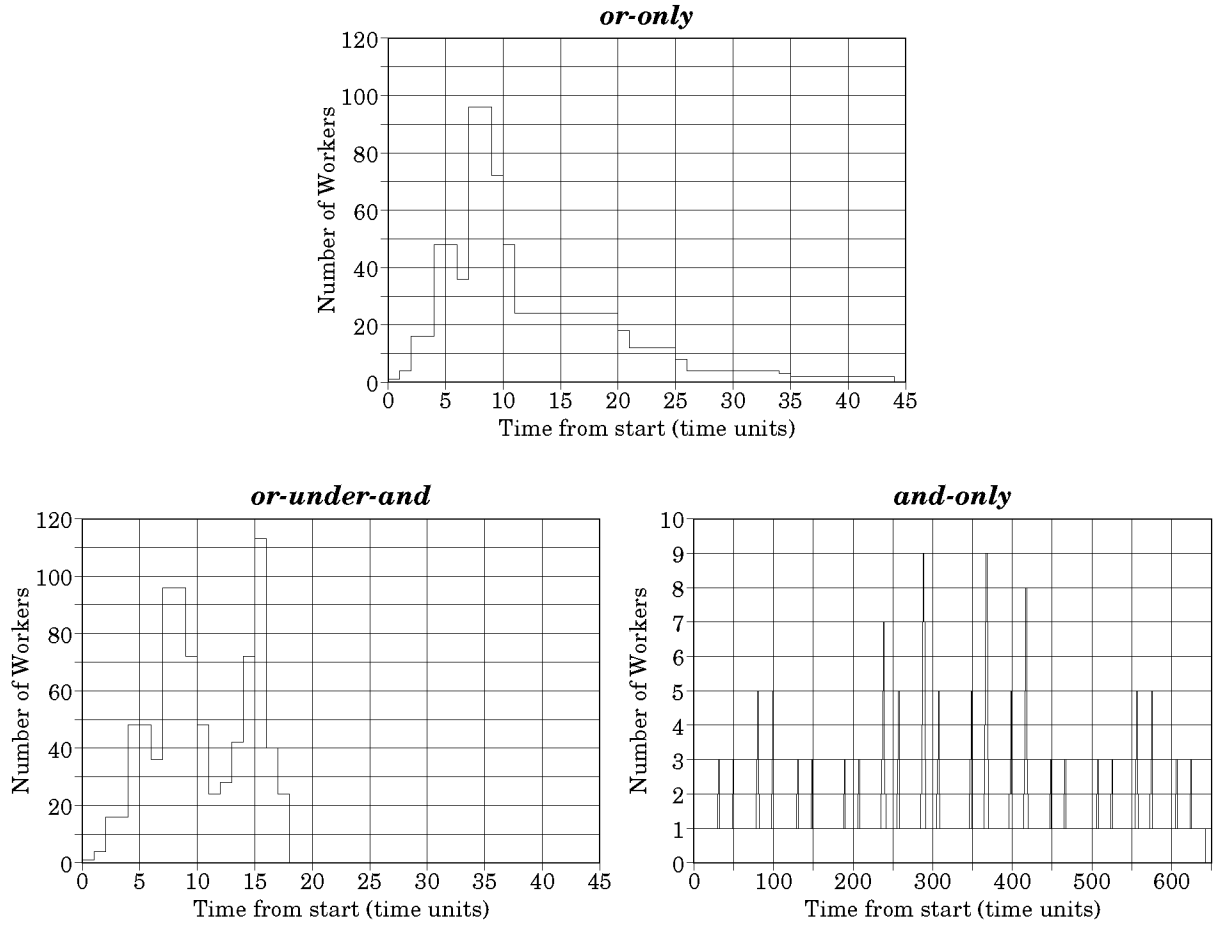 or-only
120
100
80
60
40
20
0
Number of Workers
0 5 10 15 20 25 30 35 40 45
Time from start (time units)
or-under-and
120
100
80
60
40
20
0
Number of Workers
0 5 10 15 20 25 30 35 40 45
Time from start (time units)
and-only
10
9
8
7
6
5
4
3
2
1
0
Number of Workers
0 100 200 300 400 500 600
Time from start (time units)